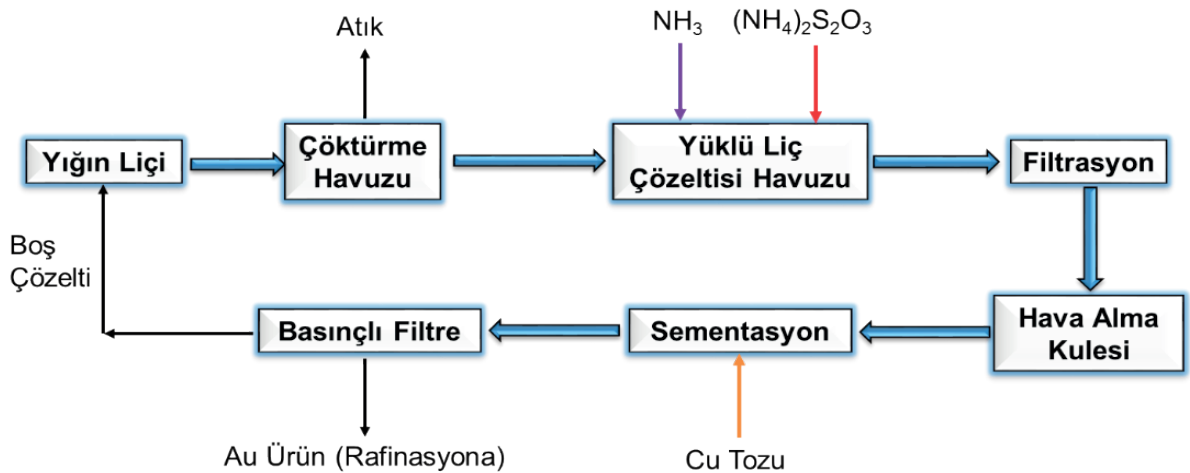 Atık
NH₃
(NH₄)₂S₂O₃
Yığın Liçi
Çöktürme
Havuzu
Yüklü Liç
Çözeltisi Havuzu
Filtrasyon
Boş
Çözelti
Basınçlı Filtre
Sementasyon
Hava Alma
Kulesi
Au Ürün (Rafinasyona)
Cu Tozu